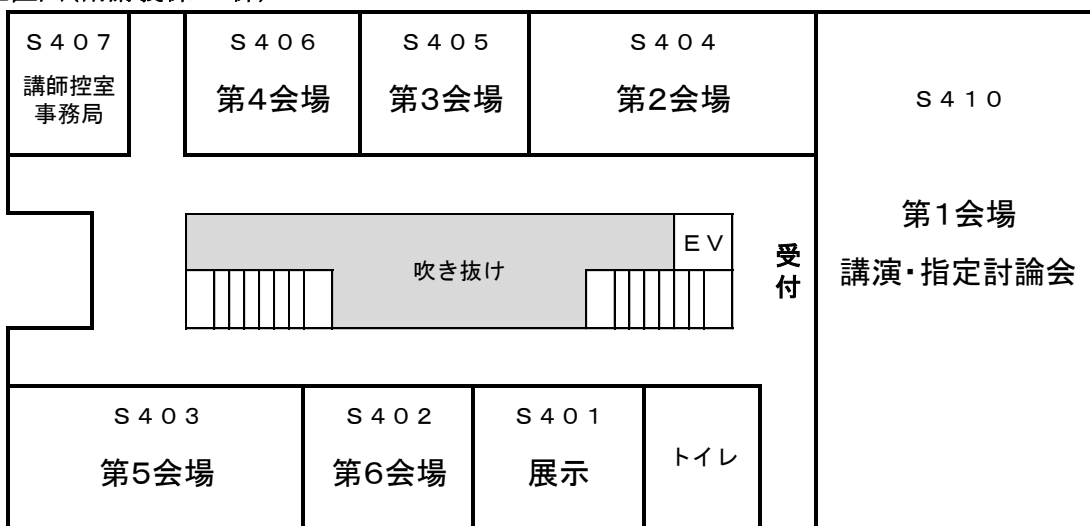 S407
講師控室
事務局
S406
第4会場
S405
第3会場
S404
第2会場
S410
第1会場
講演・指定討論会
吹き抜け
EV
受付
S403
第5会場
S402
第6会場
S401
展示
トイレ